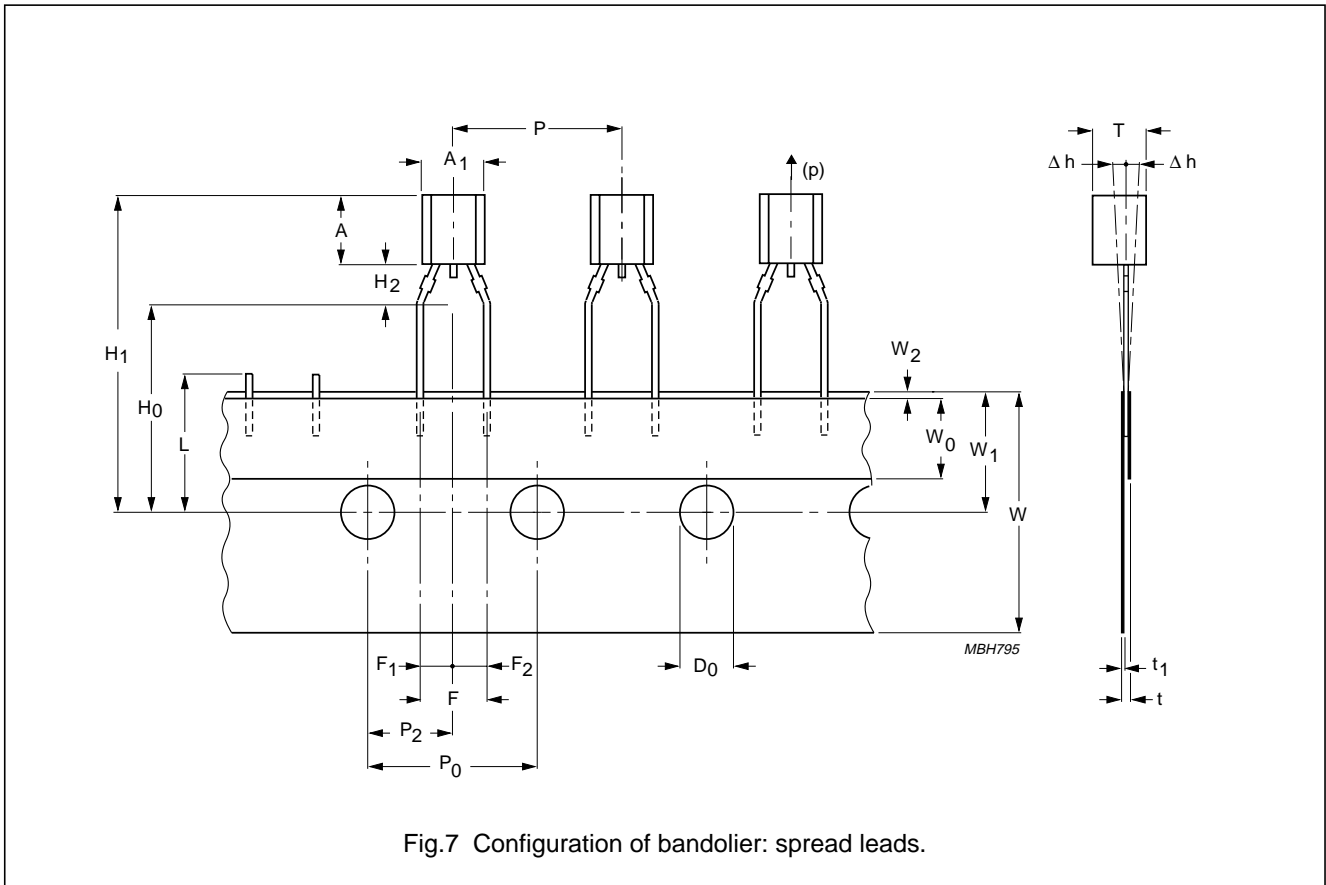 P
T
A1
Δ h
Δ h
(p)
A
H2
H1
W2
H0
L
W0
W1
W
MBH795
F1
F2
D0
t1
F
t
P2
P0
Fig.7 Configuration of bandolier: spread leads.